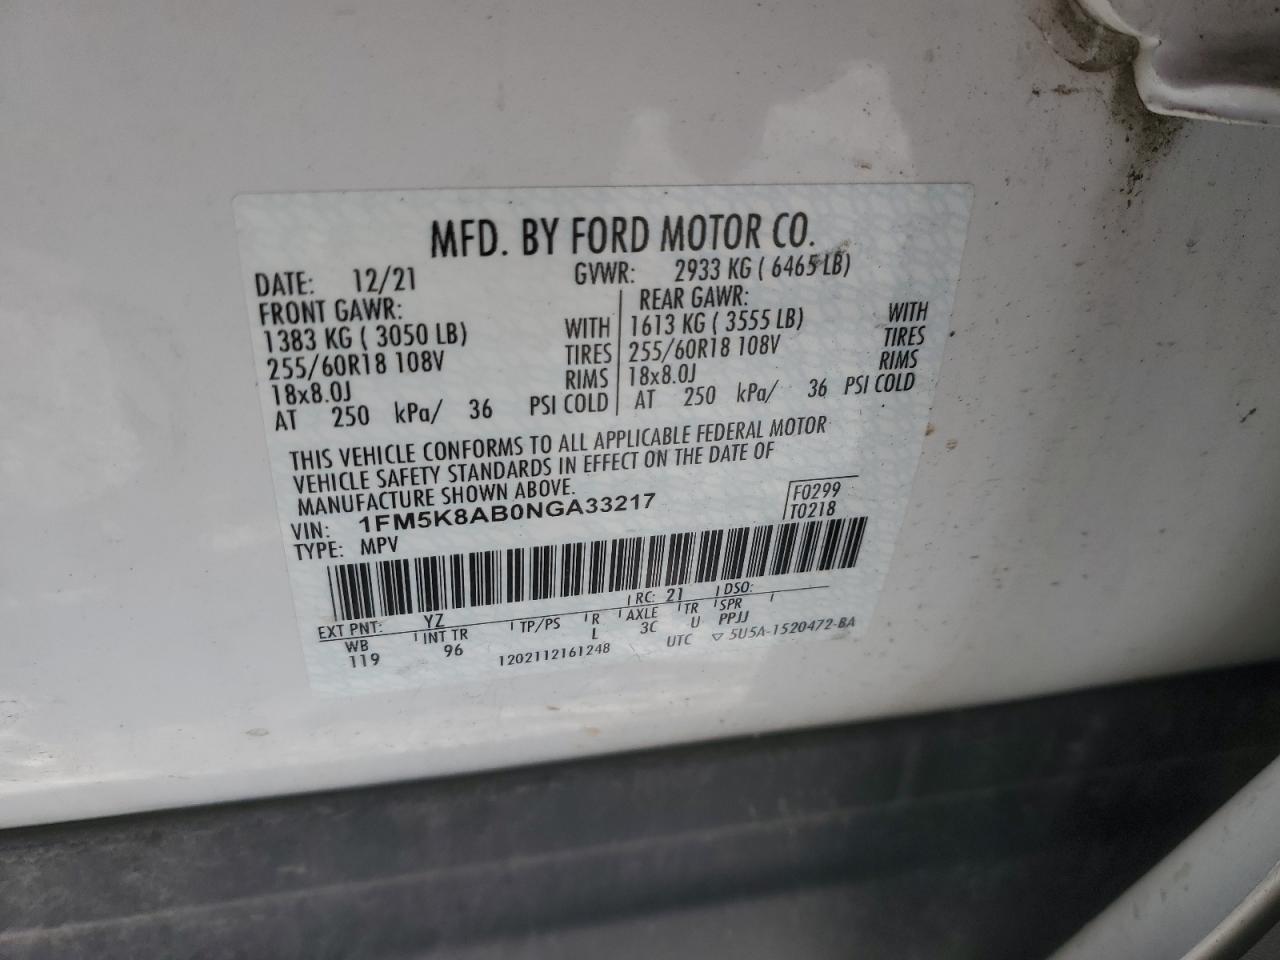 MFD. BY FORD MOTOR CO.
DATE: 12/21 GVWR: 2933 KG ( 6465 LB)
FRONT GAWR: REAR GAWR:
1383 KG ( 3050 LB) WITH 1613 KG ( 3555 LB) WITH
255/60R18 108V TIRES 255/60R18 108V TIRES
18x8.0J RIMS 18x8.0J RIMS
AT 250 kPa/ 36 PSI COLD AT 250 kPa/ 36 PSI COLD
THIS VEHICLE CONFORMS TO ALL APPLICABLE FEDERAL MOTOR
VEHICLE SAFETY STANDARDS IN EFFECT ON THE DATE OF
MANUFACTURE SHOWN ABOVE.
VIN: 1FM5K8AB0NGA33217 F0299
TYPE: MPV T0218
EXT PNT: YZ RC: 21 DSO:
WB INT TR TP/PS R AXLE TR SPR
119 96 L 3C U PPJJ
1202112161248 UTC ▽ 5U5A-1520472-BA